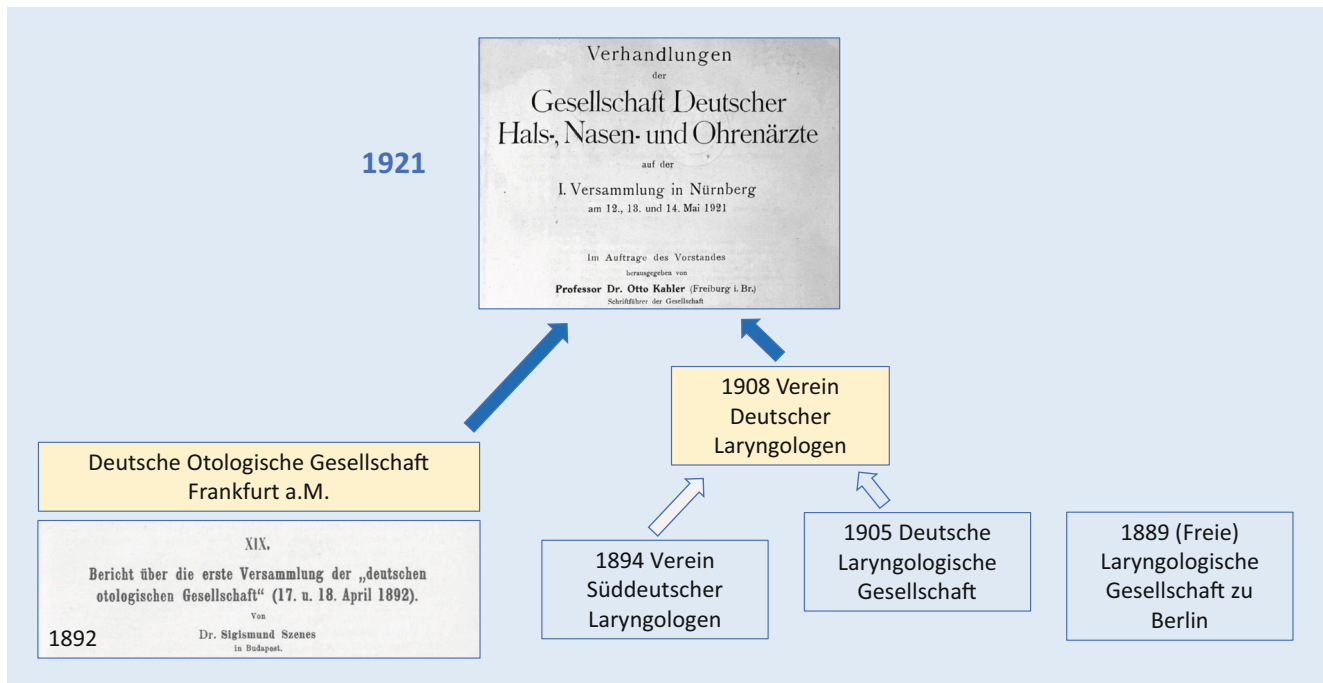 Verhandlungen
der
Gesellschaft Deutscher
Hals-, Nasen- und Ohrenärzte
auf der
I. Versammlung in Nürnberg
am 12., 13. und 14. Mai 1921
Im Auftrage des Vorstandes
herausgegeben von
Professor Dr. Otto Kahler (Freiburg i. Br.)
Schriftführer der Gesellschaft
1921
1908 Verein
Deutscher
Laryngologen
Deutsche Otologische Gesellschaft
Frankfurt a.M.
XIX.
Bericht über die erste Versammlung der „deutschen
otologischen Gesellschaft“ (17. u. 18. April 1892).
Von
Dr. Sigismund Szenes
in Budapest.
1892
1894 Verein
Süddeutscher
Laryngologen
1905 Deutsche
Laryngologische
Gesellschaft
1889 (Freie)
Laryngologische
Gesellschaft zu
Berlin